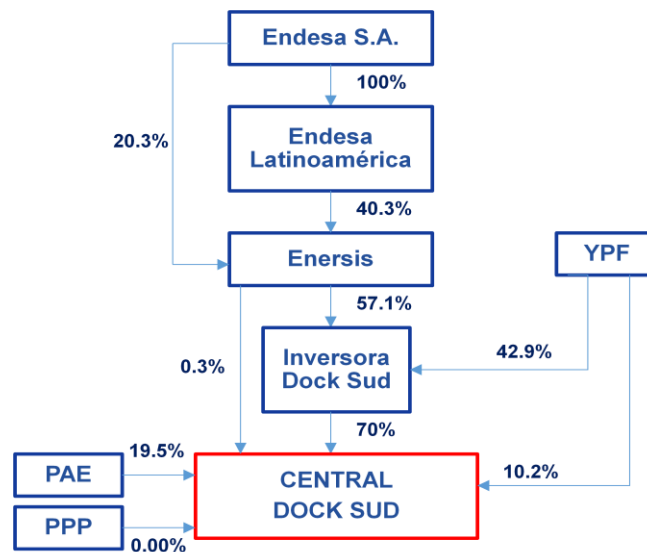 Endesa S.A.
100%
Endesa
Latinoamérica
20.3%
40.3%
Enersis
YPF
57.1%
Inversora
Dock Sud
42.9%
0.3%
70%
19.5%
PAE
CENTRAL
DOCK SUD
10.2%
PPP
0.00%